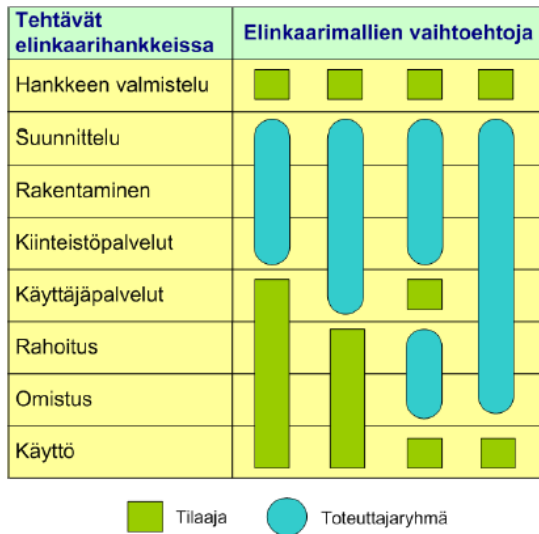 Tehtävät
elinkaarihankkeissa
Elinkaarimallien vaihtoehtoja
Hankkeen valmistelu
Suunnittelu
Rakentaminen
Kiinteistöpalvelut
Käyttäjäpalvelut
Rahoitus
Omistus
Käyttö
Tilaaja
Toteuttajaryhmä